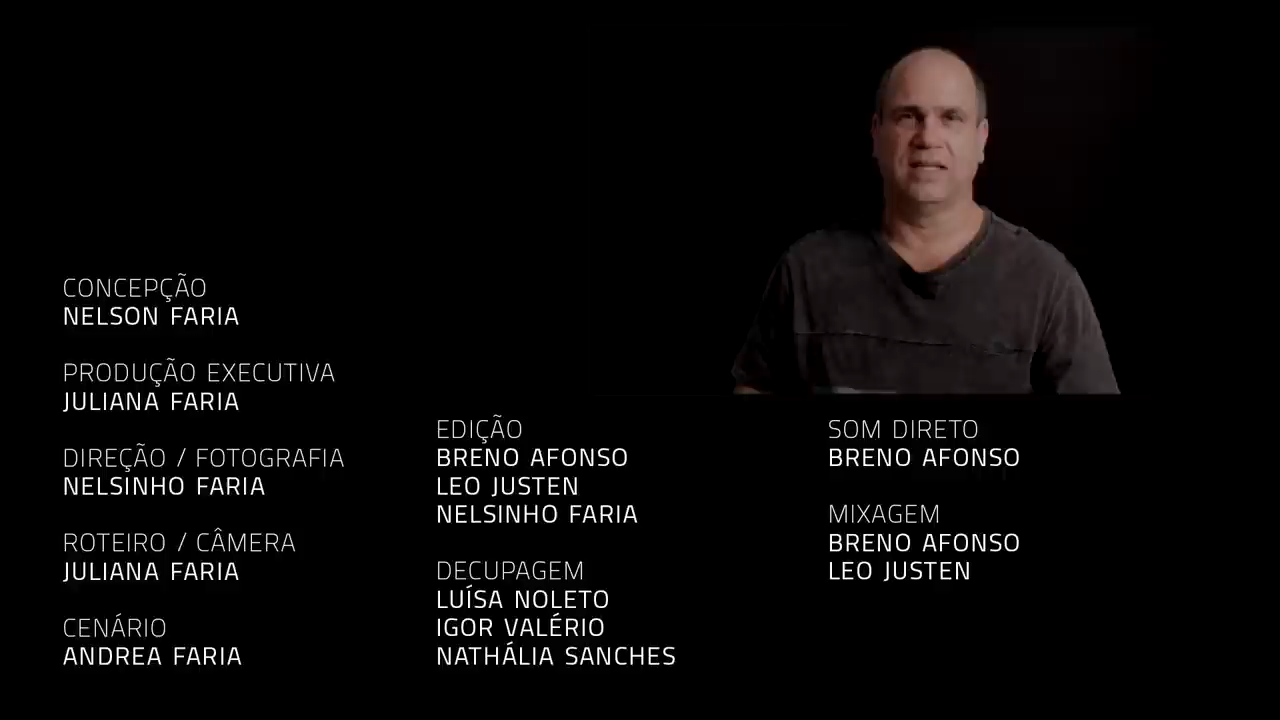 CONCEPÇÃO
NELSON FARIA
PRODUÇÃO EXECUTIVA
JULIANA FARIA
DIREÇÃO / FOTOGRAFIA
NELSINHO FARIA
ROTEIRO / CÂMERA
JULIANA FARIA
CENÁRIO
ANDREA FARIA
EDIÇÃO
BRENO AFONSO
LEO JUSTEN
NELSINHO FARIA
DECUPAGEM
LUÍSA NOLETO
IGOR VALÉRIO
NATHÁLIA SANCHES
SOM DIRETO
BRENO AFONSO
MIXAGEM
BRENO AFONSO
LEO JUSTEN